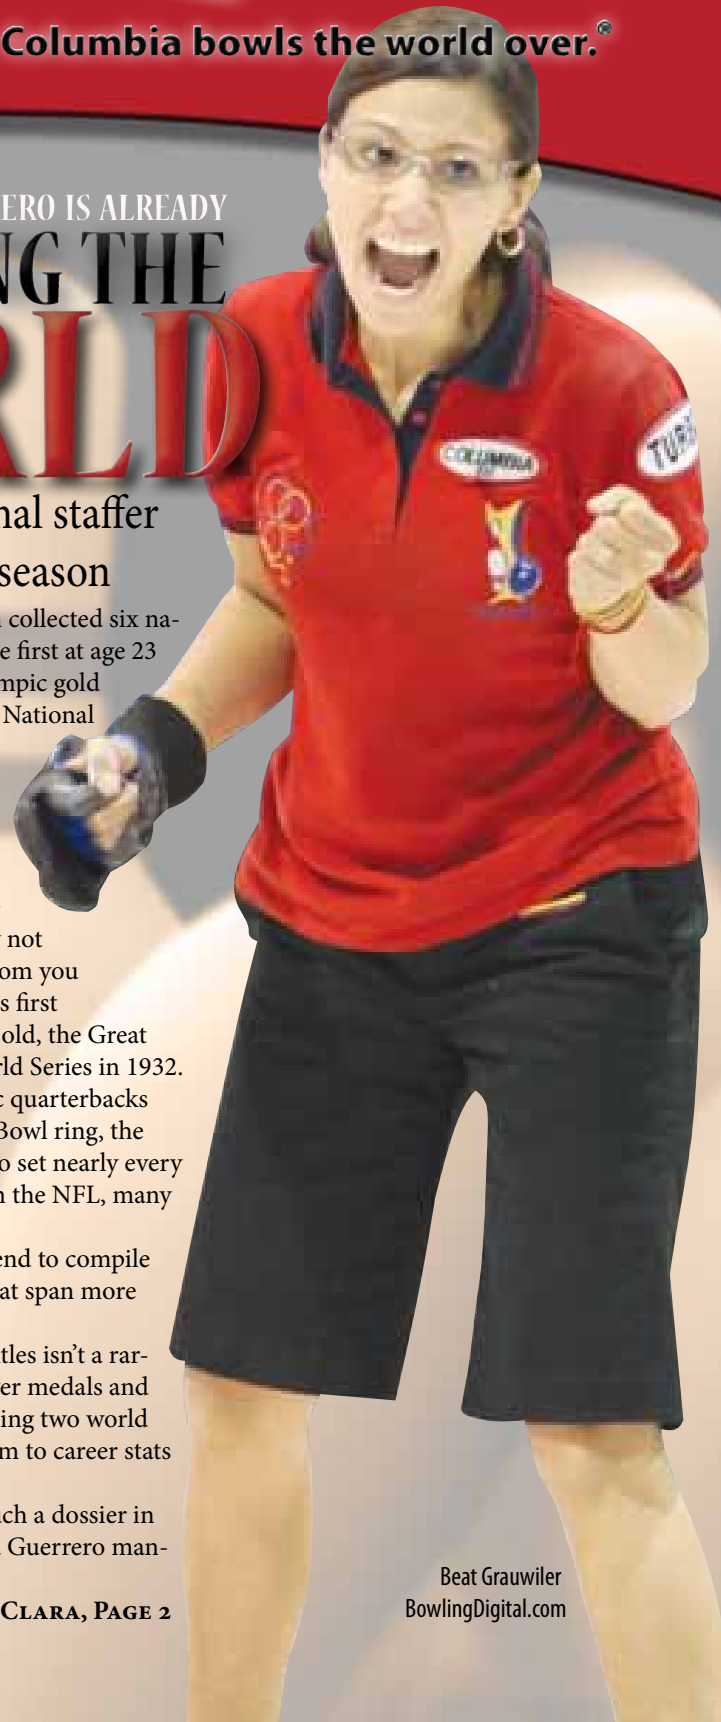 Columbia bowls the world over.®
ERO IS ALREADY
NG THE
RLD
nal staffer
season
n collected six na-
e first at age 23
mpic gold
National
COLUMBIA
TUR
not
om you
s first
old, the Great
rld Series in 1932.
c quarterbacks
Bowl ring, the
o set nearly every
n the NFL, many
end to compile
at span more
tles isn't a rar-
er medals and
ing two world
m to career stats
uch a dossier in
Guerrero man-
CLARA, PAGE 2
Beat Grauwiler
BowlingDigital.com